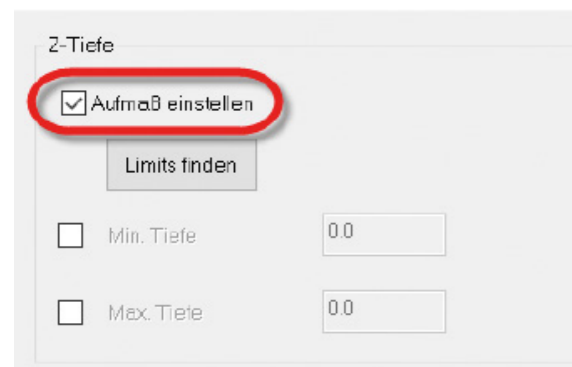 Z-Tiefe
Aufmaß einstellen
Limits finden
Min. Tiefe 0.0
Max. Tiefe 0.0